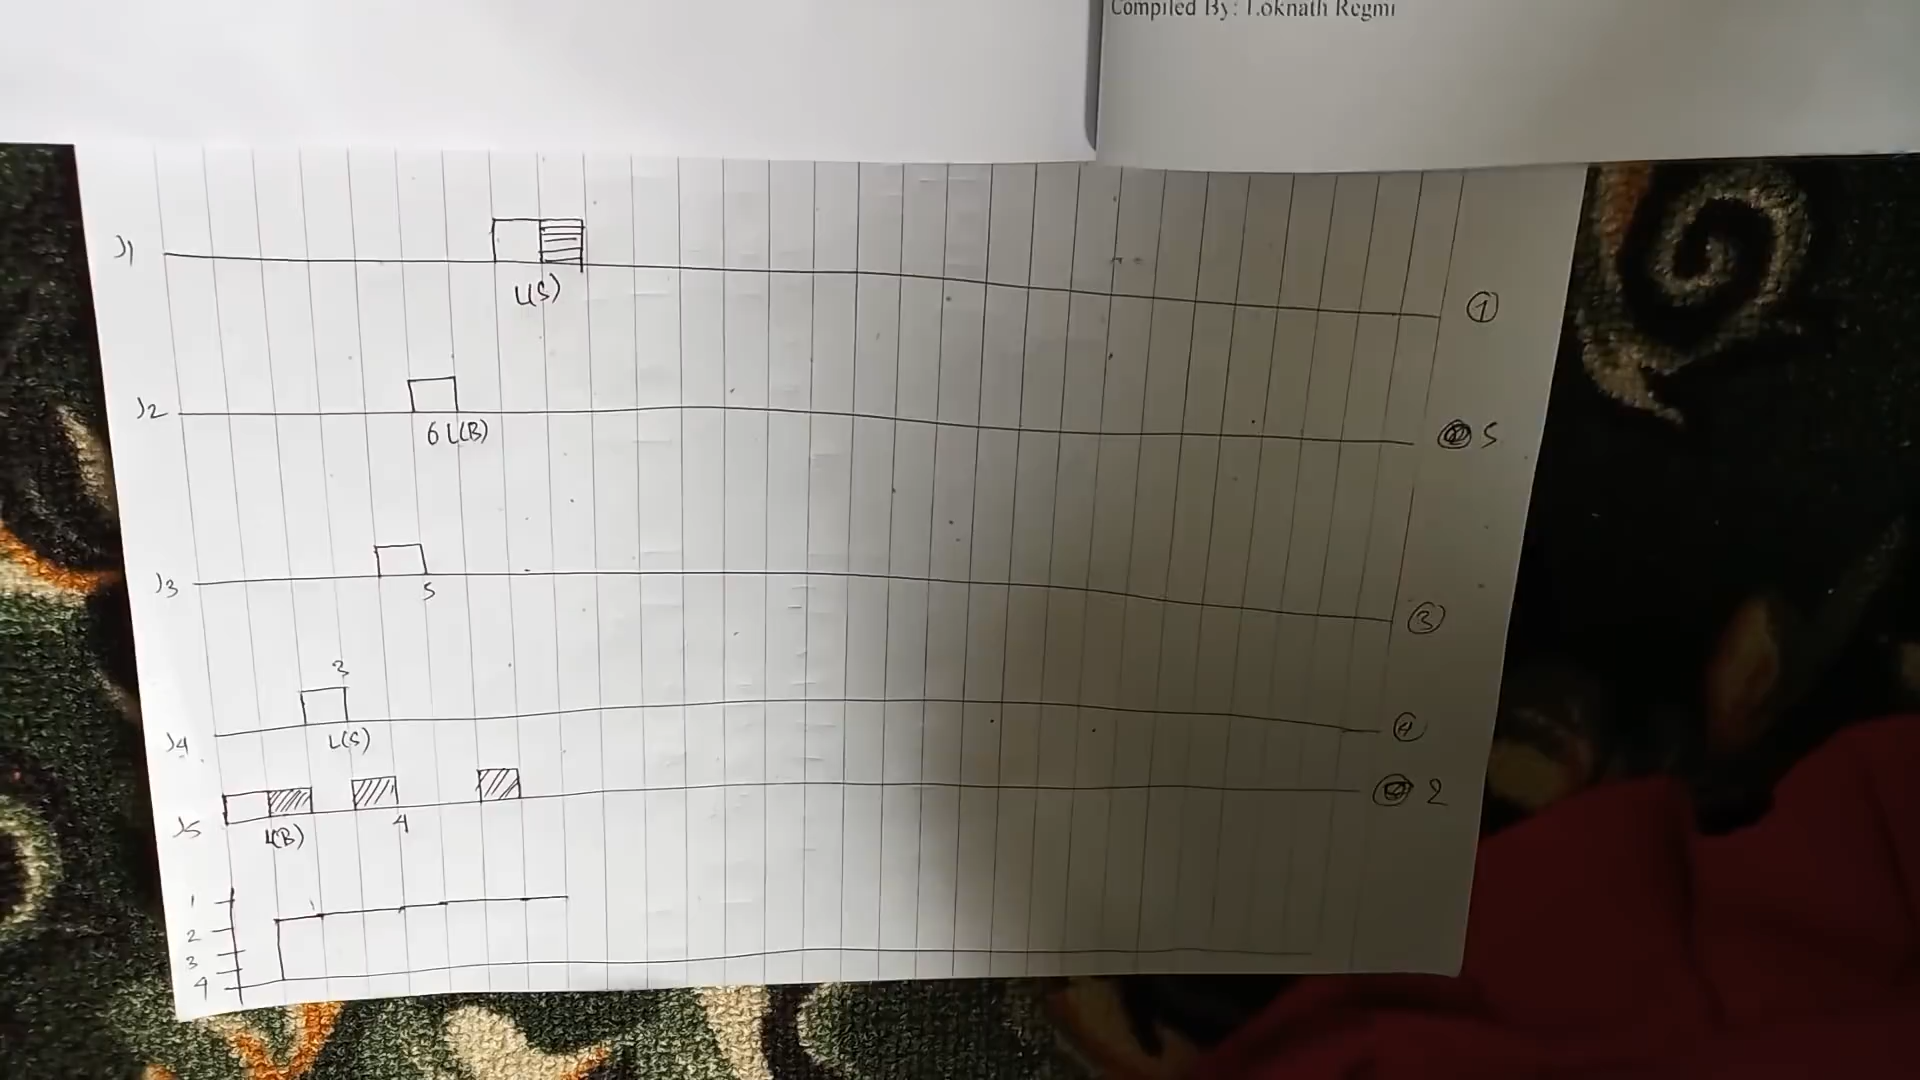 Compiled By: Loknath Regmi
J1
L(S)
1
J2
6 L(B)
5
J3
5
3
3
J4
L(S)
4
J5
L(B)
4
2
1
2
3
4